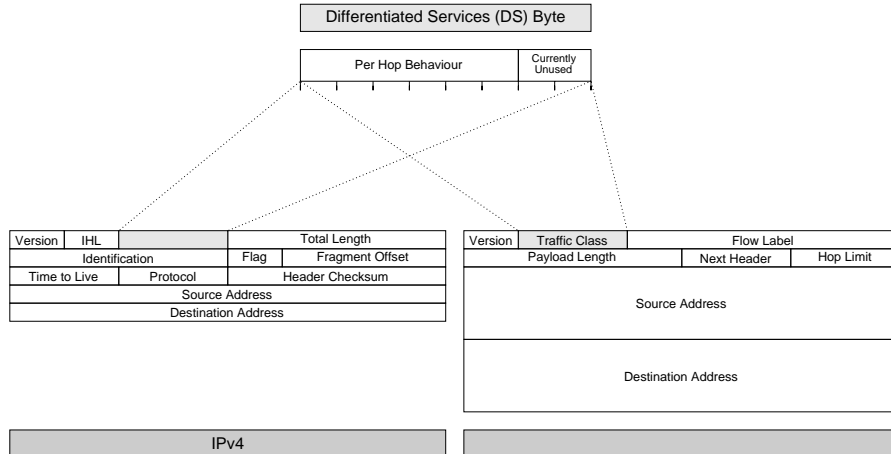 Differentiated Services (DS) Byte
Per Hop Behaviour
Currently
Unused
Version IHL Total Length
Identification Flag Fragment Offset
Time to Live Protocol Header Checksum
Source Address
Destination Address
Version Traffic Class Flow Label
Payload Length Next Header Hop Limit
Source Address
Destination Address
IPv4